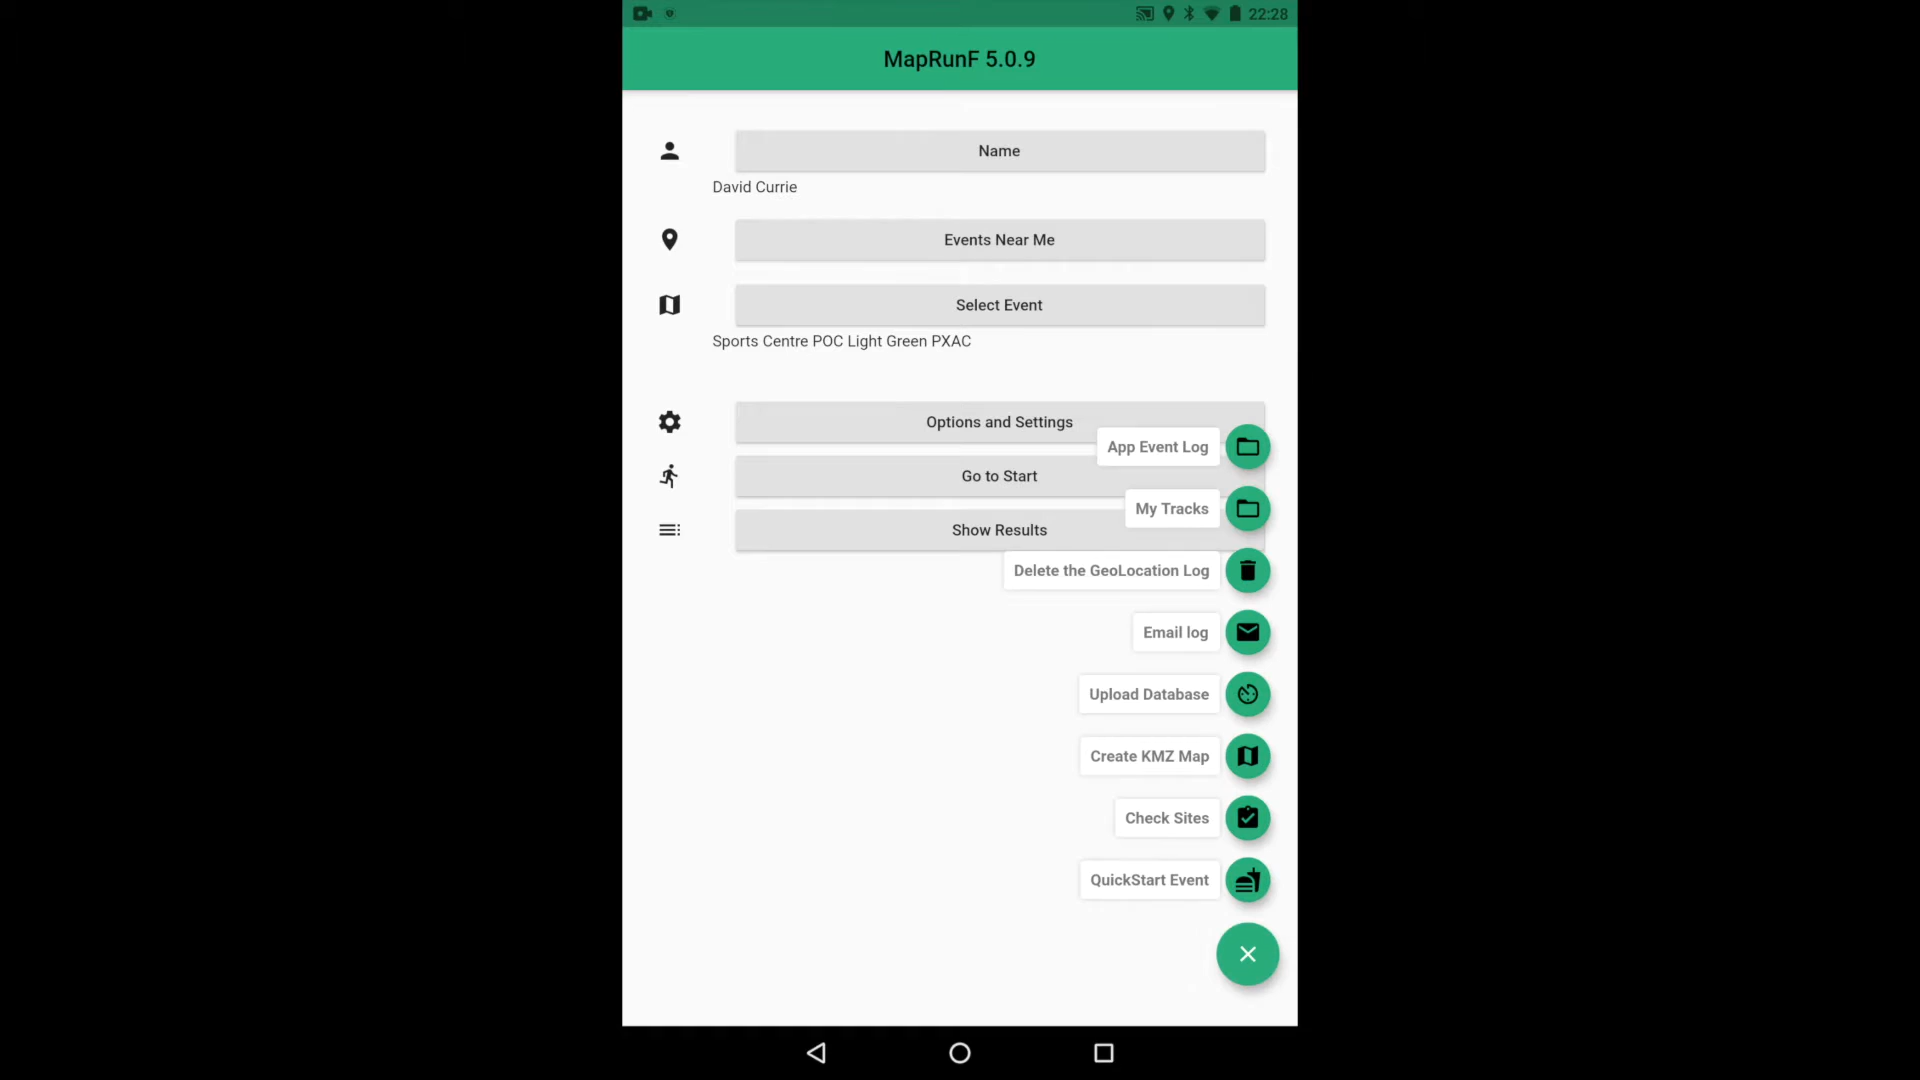 22:28
MapRunF 5.0.9
Name
David Currie
Events Near Me
Select Event
Sports Centre POC Light Green PXAC
Options and Settings
App Event Log
Go to Start
My Tracks
Show Results
Delete the GeoLocation Log
Email log
Upload Database
Create KMZ Map
Check Sites
QuickStart Event